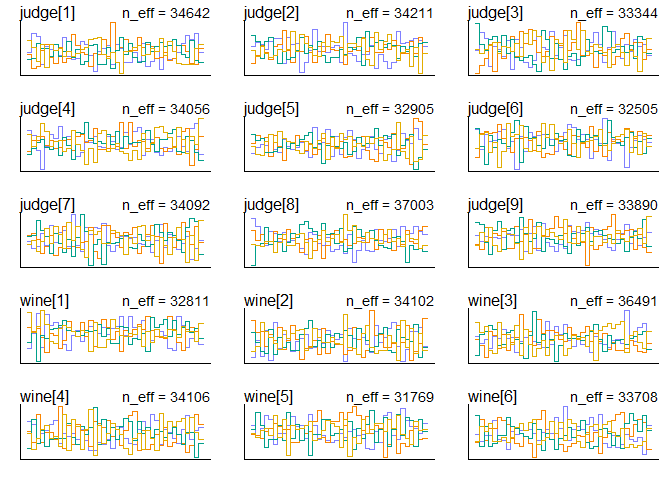 judge[1] n_eff = 34642 judge[2] n_eff = 34211 judge[3] n_eff = 33344
judge[4] n_eff = 34056 judge[5] n_eff = 32905 judge[6] n_eff = 32505
judge[7] n_eff = 34092 judge[8] n_eff = 37003 judge[9] n_eff = 33890
wine[1] n_eff = 32811 wine[2] n_eff = 34102 wine[3] n_eff = 36491
wine[4] n_eff = 34106 wine[5] n_eff = 31769 wine[6] n_eff = 33708